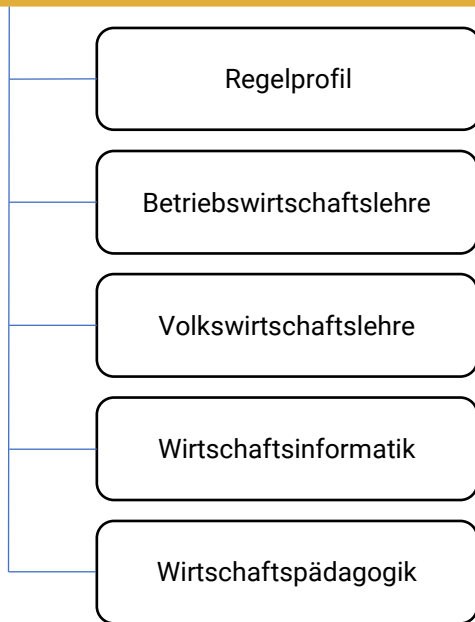 Regelprofil
Betriebswirtschaftslehre
Volkswirtschaftslehre
Wirtschaftsinformatik
Wirtschaftspädagogik